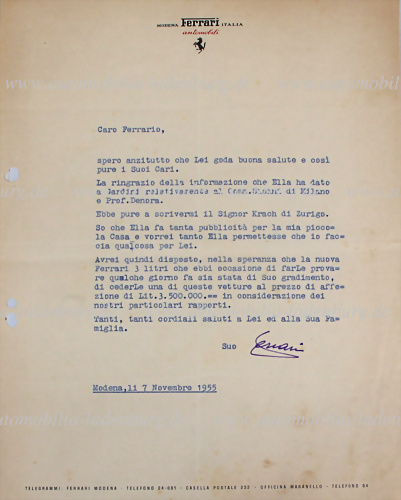 MODENA Ferrari ITALIA
automobili
Caro Ferrario,
spero anzitutto che Lei goda buona salute e così
pure i Suoi Cari.
La ringrazio della informazione che Ella ha dato
a Jardiri relativamente al di Milano
e Prof.Denora.
Ebbe pure a scrivermi il Signor Krach di Zurigo.
So che Ella fa tanta pubblicità per la mia picco-
la Casa e vorrei tanto Ella permettesse che io fac-
cia qualcosa per Lei.
Avrei quindi disposto, nella speranza che la nuova
Ferrari 3 litri che ebbi occasione di farLe prova-
re qualche giorno fa sia stata di Suo gradimento,
di cederLe una di queste vetture al prezzo di affe-
zione di Lit.3.500.000.== in considerazione dei
nostri particolari rapporti.
Tanti, tanti cordiali saluti a Lei ed alla Sua Fa-
miglia.
Suo Ferrari
Modena,li 7 Novembre 1955
TELEGRAMMI: FERRARI MODENA - TELEFONO 24-081 - CASELLA POSTALE 232 - OFFICINA MARANELLO - TELEFONO 84